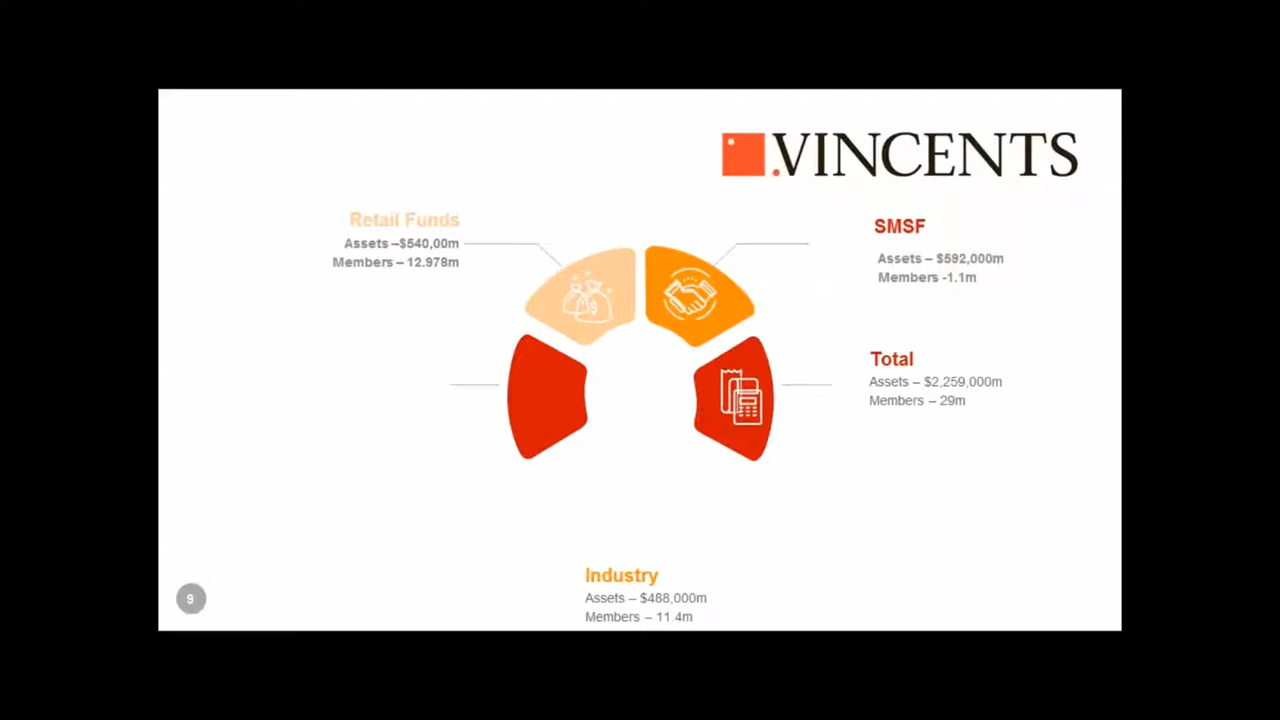 .VINCENTS
Retail Funds
Assets –$540,00m
Members – 12.978m
SMSF
Assets – $592,000m
Members -1.1m
Total
Assets – $2,259,000m
Members – 29m
Industry
Assets – $488,000m
Members – 11.4m
9